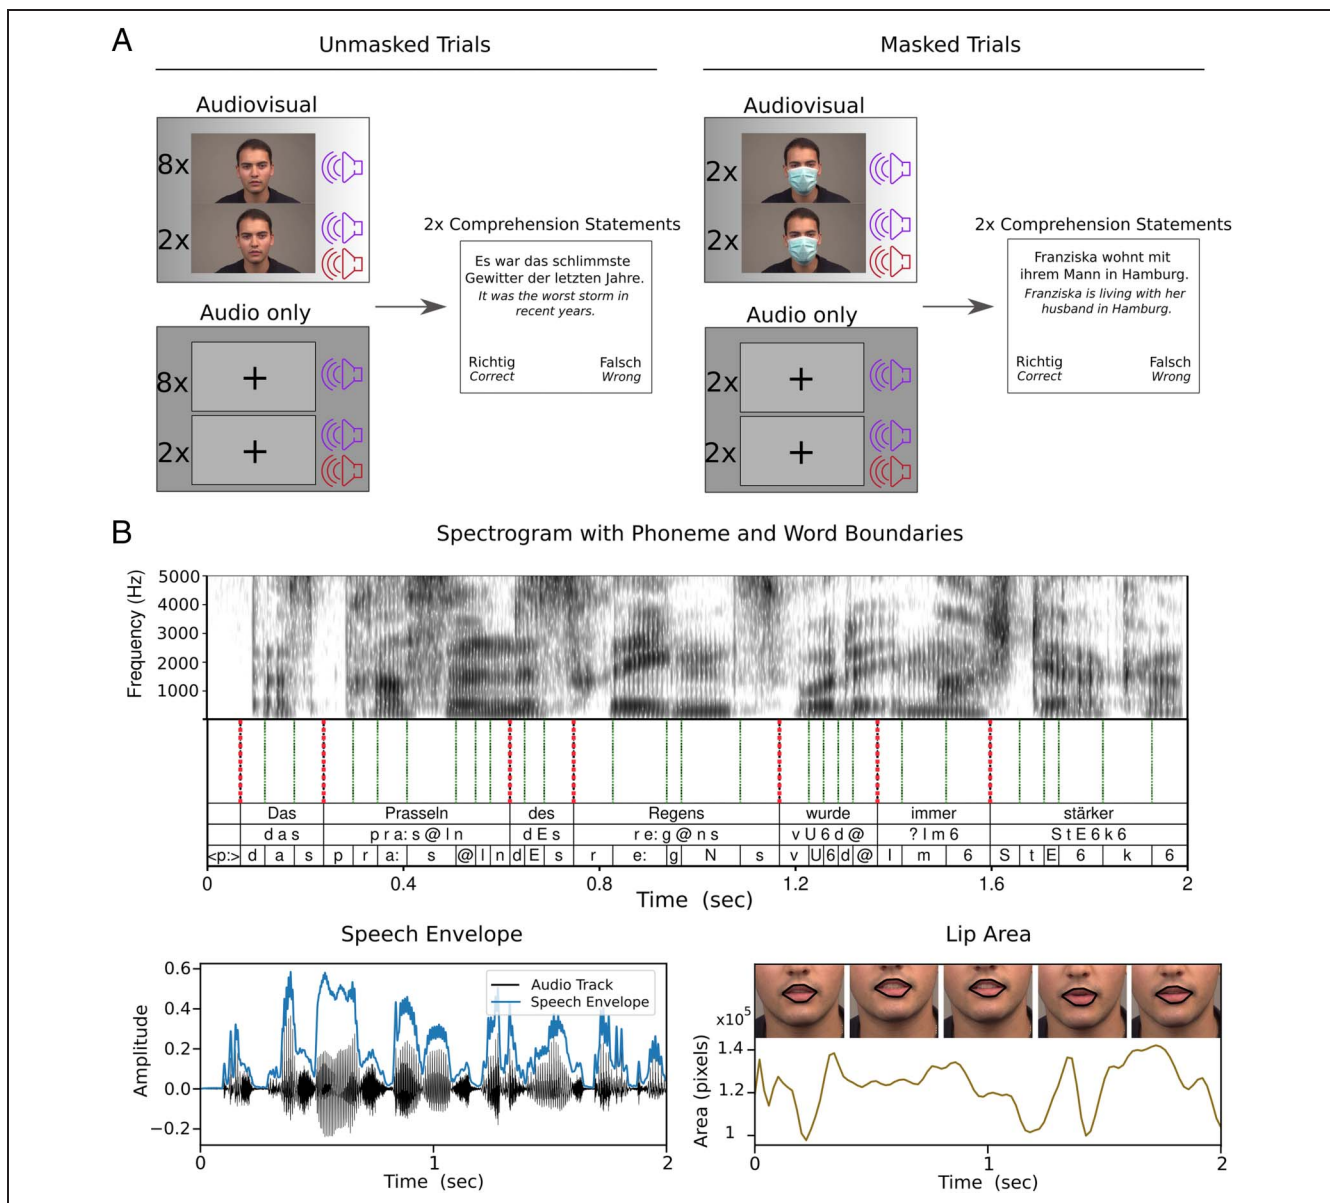 A
Unmasked Trials
Masked Trials
Audiovisual
8x
2x
Audio only
8x
2x
2x Comprehension Statements
Es war das schlimmste
Gewitter der letzten Jahre.
It was the worst storm in
recent years.
Richtig
Correct
Falsch
Wrong
Audiovisual
2x
2x
Audio only
2x
2x
2x Comprehension Statements
Franziska wohnt mit
ihrem Mann in Hamburg.
Franziska is living with her
husband in Hamburg.
Richtig
Correct
Falsch
Wrong
B
Spectrogram with Phoneme and Word Boundaries
Frequency (Hz)
5000
4000
3000
2000
1000
Das Prasseln des Regens wurde immer stärker
d a s p r a: s @ l n d E s r e: g @ n s v U 6 d @ ? I m 6 S t E 6 k 6
<p:> d a s p r a: s @ l n d E s r e: g N s v U 6 d @ I m 6 S t E 6 k 6
0 0.4 0.8 1.2 1.6 2
Time (sec)
Speech Envelope
Amplitude
0.6
0.4
0.2
0.0
−0.2
Audio Track
Speech Envelope
0 1 2
Time (sec)
Lip Area
x10⁵
Area (pixels)
1.4
1.2
1
0 1 2
Time (sec)